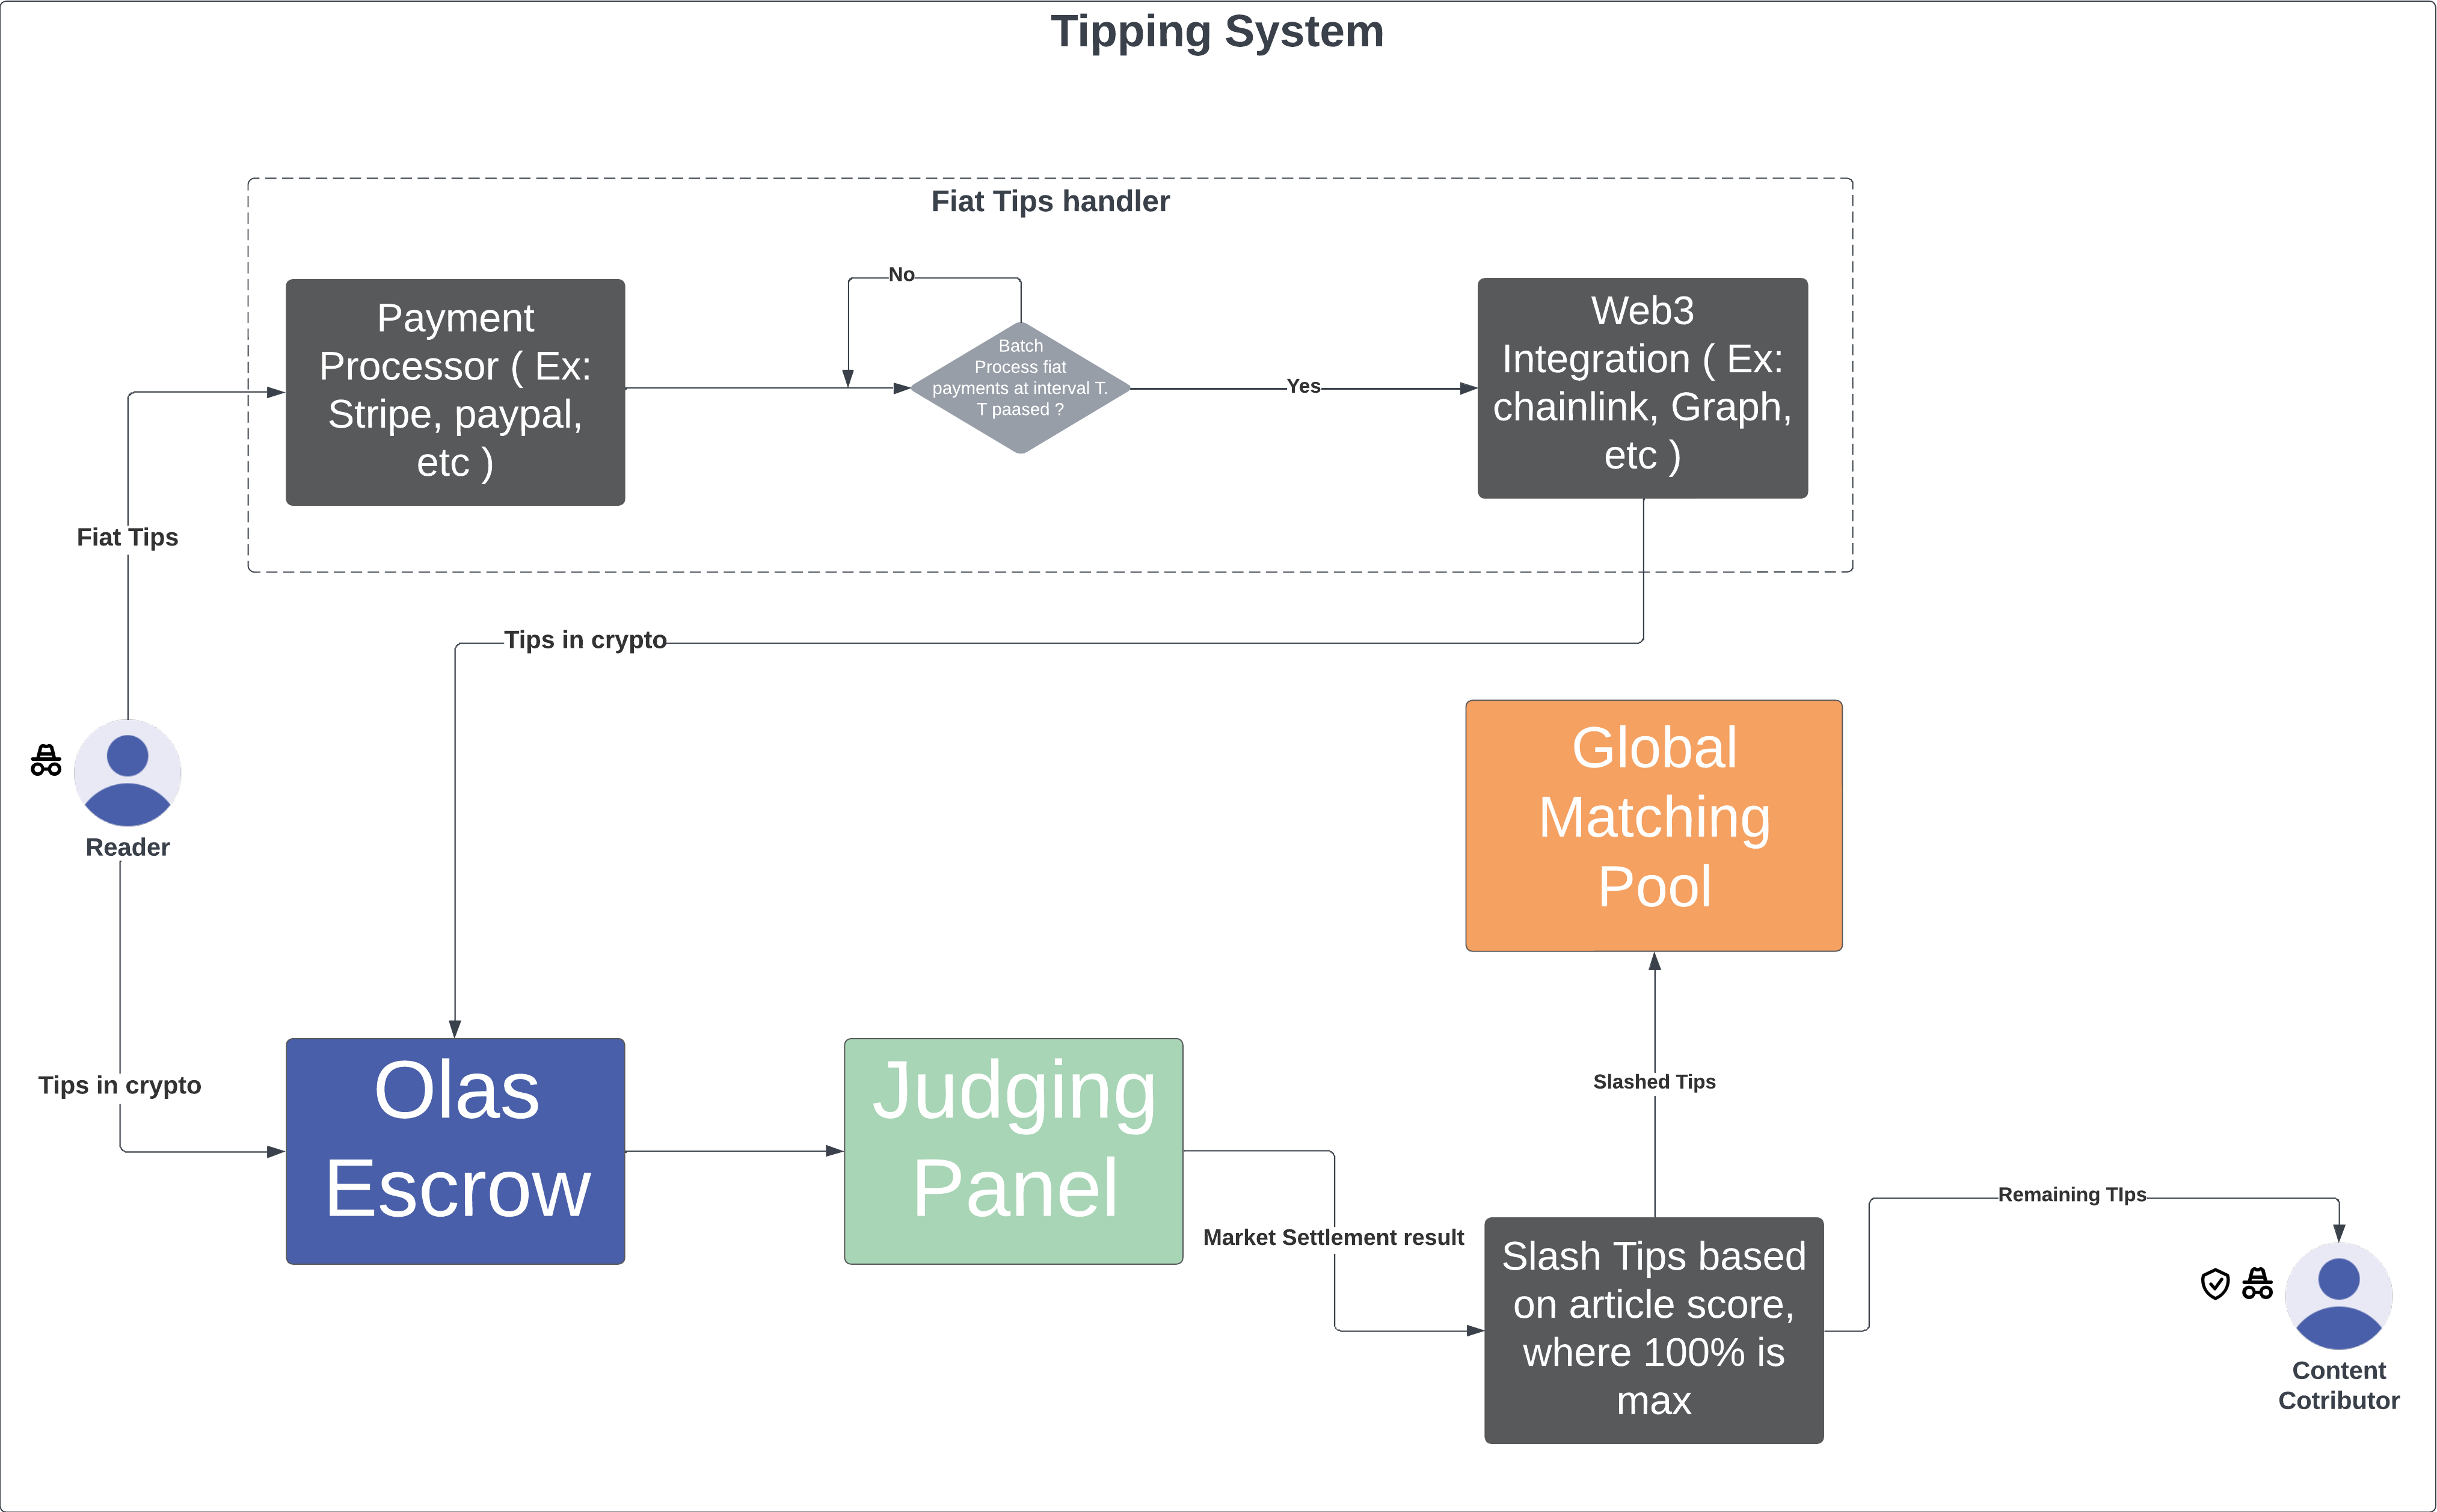 Tipping System
Fiat Tips handler
No
Payment
Processor ( Ex:
Stripe, paypal,
etc )
Batch
Process fiat
payments at interval T.
T paased ?
Yes
Web3
Integration ( Ex:
chainlink, Graph,
etc )
Fiat Tips
Tips in crypto
Reader
Global
Matching
Pool
Tips in crypto
Olas
Escrow
Judging
Panel
Slashed Tips
Market Settlement result
Slash Tips based
on article score,
where 100% is
max
Remaining TIps
Content
Cotributor